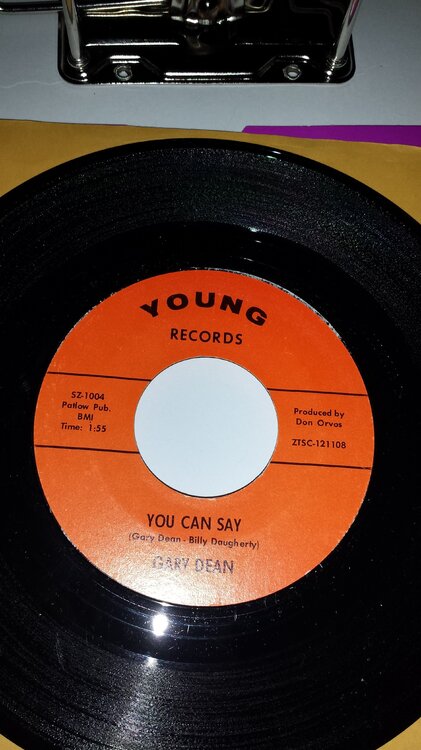 YOUNG
RECORDS
SZ-1004
Patlow Pub.
BMI
Time: 1:55
Produced by
Don Orvos
ZTSC-121108
YOU CAN SAY
(Gary Dean - Billy Daugherty)
GARY DEAN